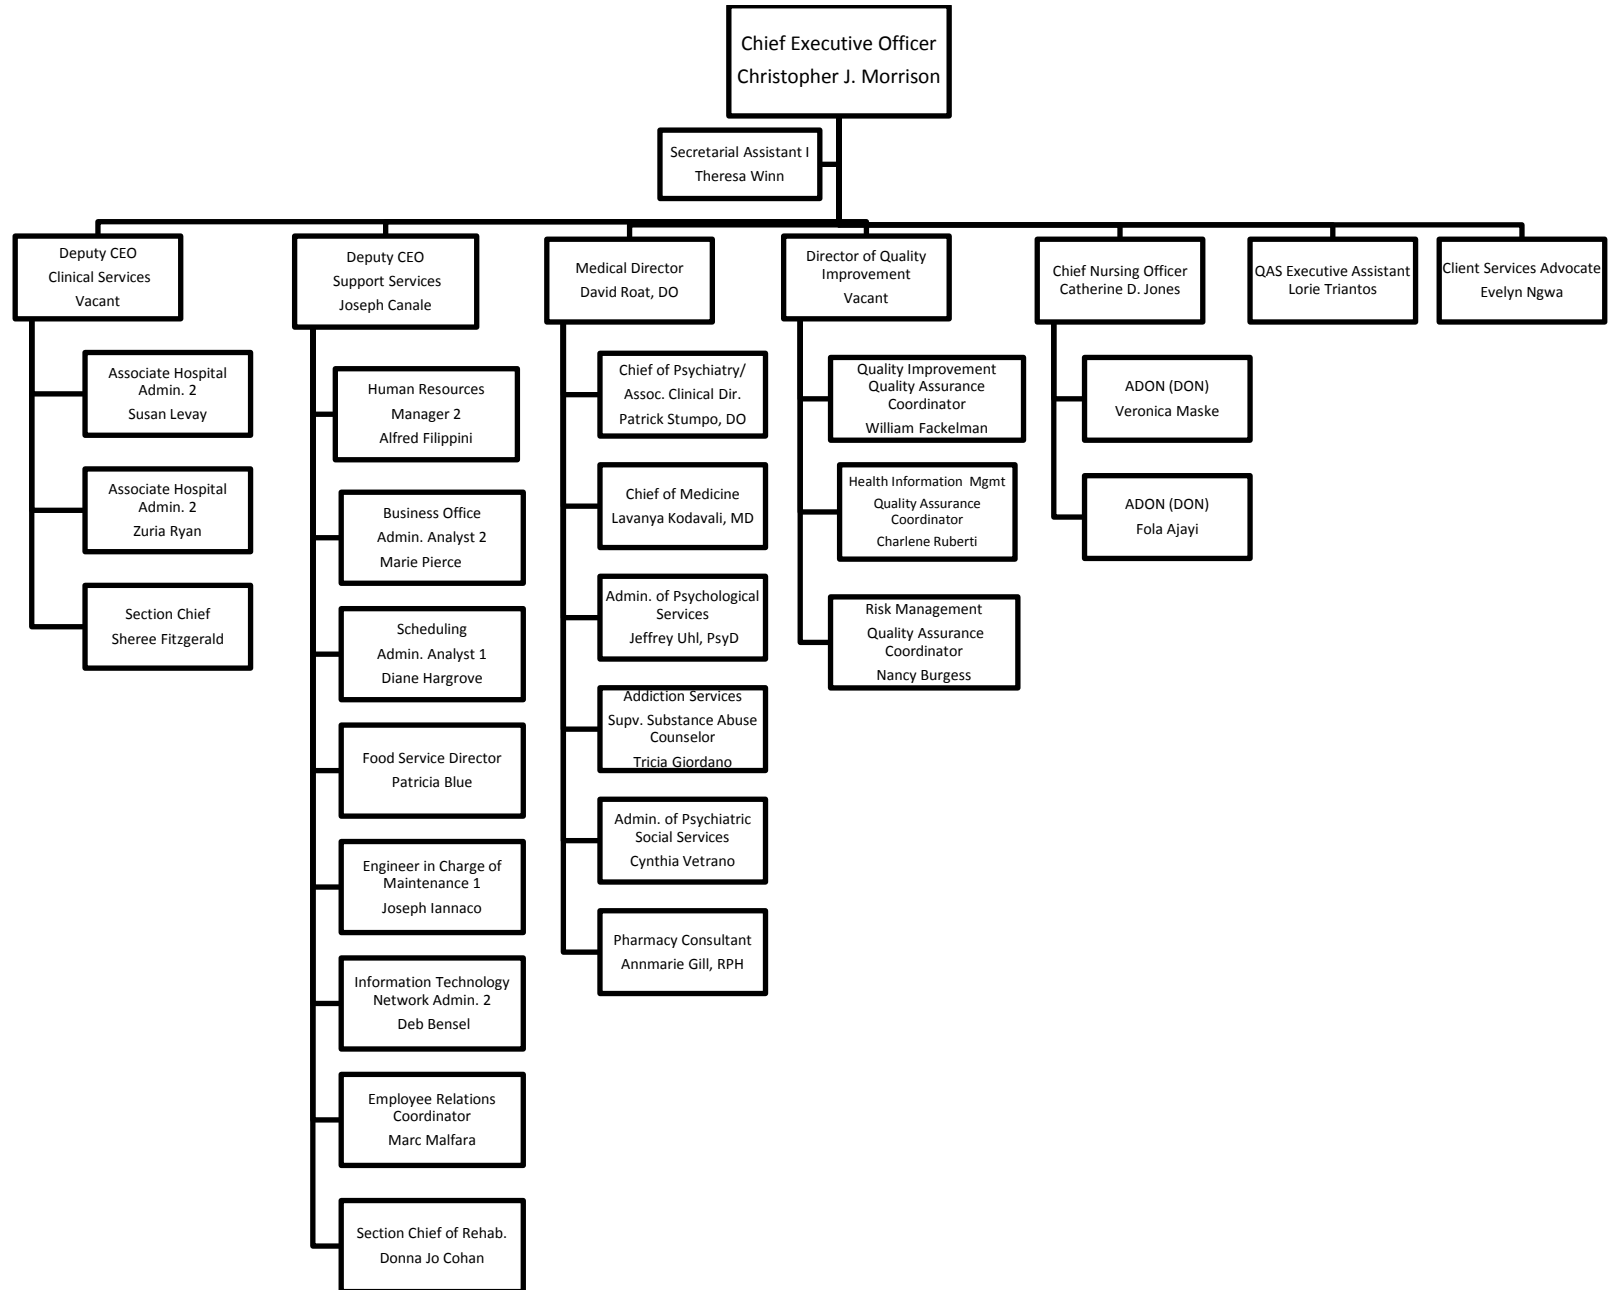 Chief Executive Officer
Christopher J. Morrison
Secretarial Assistant I
Theresa Winn
Deputy CEO
Clinical Services
Vacant
Associate Hospital
Admin. 2
Susan Levay
Associate Hospital
Admin. 2
Zuria Ryan
Section Chief
Sheree Fitzgerald
Deputy CEO
Support Services
Joseph Canale
Human Resources
Manager 2
Alfred Filippini
Business Office
Admin. Analyst 2
Marie Pierce
Scheduling
Admin. Analyst 1
Diane Hargrove
Food Service Director
Patricia Blue
Engineer in Charge of
Maintenance 1
Joseph Iannaco
Information Technology
Network Admin. 2
Deb Bensel
Employee Relations
Coordinator
Marc Malfara
Section Chief of Rehab.
Donna Jo Cohan
Medical Director
David Roat, DO
Chief of Psychiatry/
Assoc. Clinical Dir.
Patrick Stumpo, DO
Chief of Medicine
Lavanya Kodavali, MD
Admin. of Psychological
Services
Jeffrey Uhl, PsyD
Addiction Services
Supv. Substance Abuse
Counselor
Tricia Giordano
Admin. of Psychiatric
Social Services
Cynthia Vetrano
Pharmacy Consultant
Annmarie Gill, RPH
Director of Quality
Improvement
Vacant
Quality Improvement
Quality Assurance
Coordinator
William Fackelman
Health Information Mgmt
Quality Assurance
Coordinator
Charlene Ruberti
Risk Management
Quality Assurance
Coordinator
Nancy Burgess
Chief Nursing Officer
Catherine D. Jones
ADON (DON)
Veronica Maske
ADON (DON)
Fola Ajayi
QAS Executive Assistant
Lorie Triantos
Client Services Advocate
Evelyn Ngwa